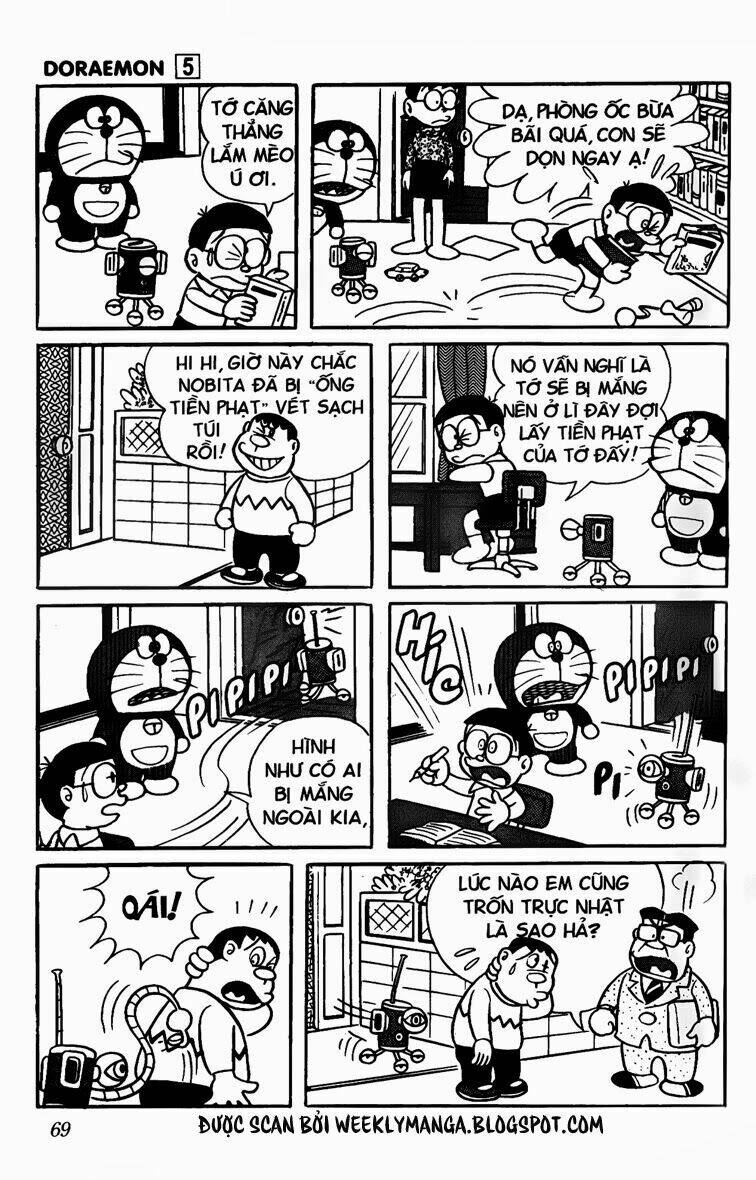 DORAEMON 5
TỚ CĂNG
THẲNG
LẮM MÈO
Ú ƠI.
DẠ, PHÒNG ỐC BỪA
BÃI QUÁ, CON SẼ
DỌN NGAY Ạ!
HI HI, GIỜ NÀY CHẮC
NOBITA ĐÃ BỊ “ỐNG
TIỀN PHẠT” VÉT SẠCH
TÚI
RỒI!
NÓ VẪN NGHĨ LÀ
TỚ SẼ BỊ MẮNG
NÊN Ở LÌ ĐÂY ĐỢI
LẤY TIỀN PHẠT
CỦA TỚ ĐẤY!
PI PI PI
HÌNH
NHƯ CÓ AI
BỊ MẮNG
NGOÀI KIA,
HÍC
PI PI PI
PI
QÁI!
LÚC NÀO EM CŨNG
TRỐN TRỰC NHẬT
LÀ SAO HẢ?
69
ĐƯỢC SCAN BỞI WEEKLYMANGA.BLOGSPOT.COM